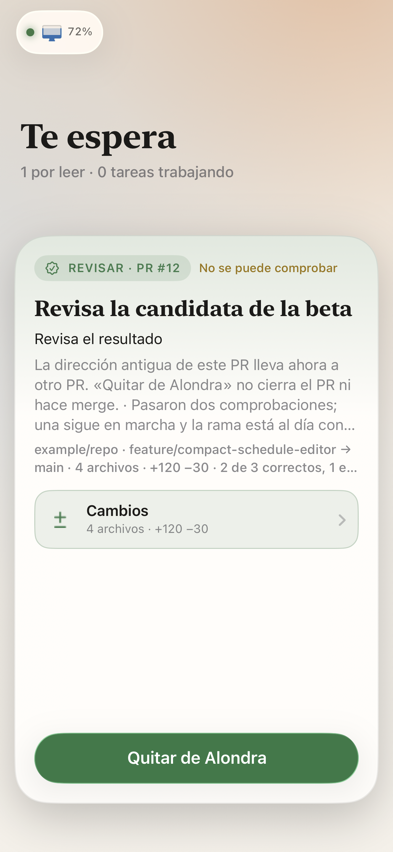 72%
Te espera
1 por leer · 0 tareas trabajando
REVISAR · PR #12 No se puede comprobar
Revisa la candidata de la beta
Revisa el resultado
La dirección antigua de este PR lleva ahora a
otro PR. «Quitar de Alondra» no cierra el PR ni
hace merge. · Pasaron dos comprobaciones;
una sigue en marcha y la rama está al día con...
example/repo · feature/compact-schedule-editor →
main · 4 archivos · +120 −30 · 2 de 3 correctos, 1 e...
Cambios
4 archivos · +120 −30
Quitar de Alondra